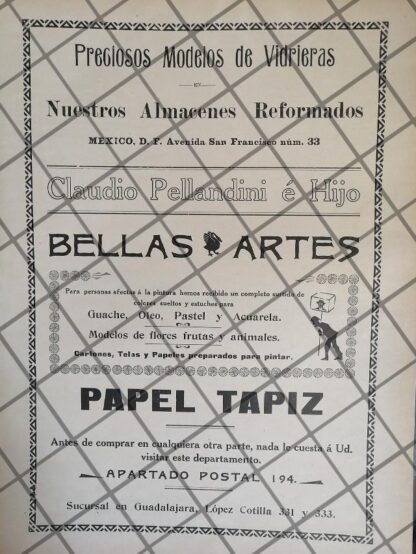 Preciosos Modelos de Vidrieras
EN
Nuestros Almacenes Reformados
MEXICO, D. F. Avenida San Francisco núm. 33
Claudio Pellandini é Hijo
BELLAS ARTES
Para personas afectas á la pintura hemos recibido un completo surtido de
colores sueltos y estuches para
Guache, Oleo, Pastel y Acuarela.
Modelos de flores frutas y animales.
Cartones, Telas y Papeles preparados para pintar.
PAPEL TAPIZ
Antes de comprar en cualquiera otra parte, nada le cuesta á Ud.
visitar este departamento.
APARTADO POSTAL 194.
Sucursal en Guadalajara, López Cotilla 331 y 333.